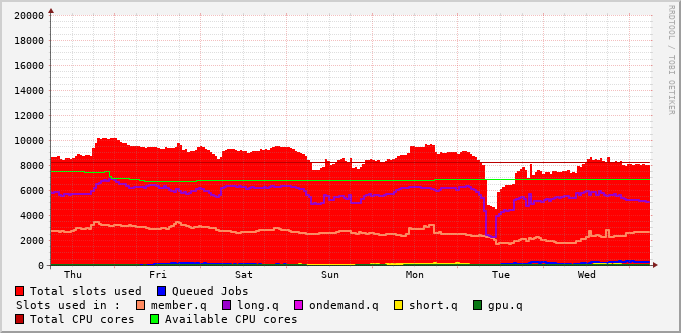 20000
18000
16000
14000
12000
10000
8000
6000
4000
2000
0
Thu Fri Sat Sun Mon Tue Wed
RRDTOOL / TOBI OETIKER
Total slots used Queued Jobs
Slots used in : member.q long.q ondemand.q short.q gpu.q
Total CPU cores Available CPU cores